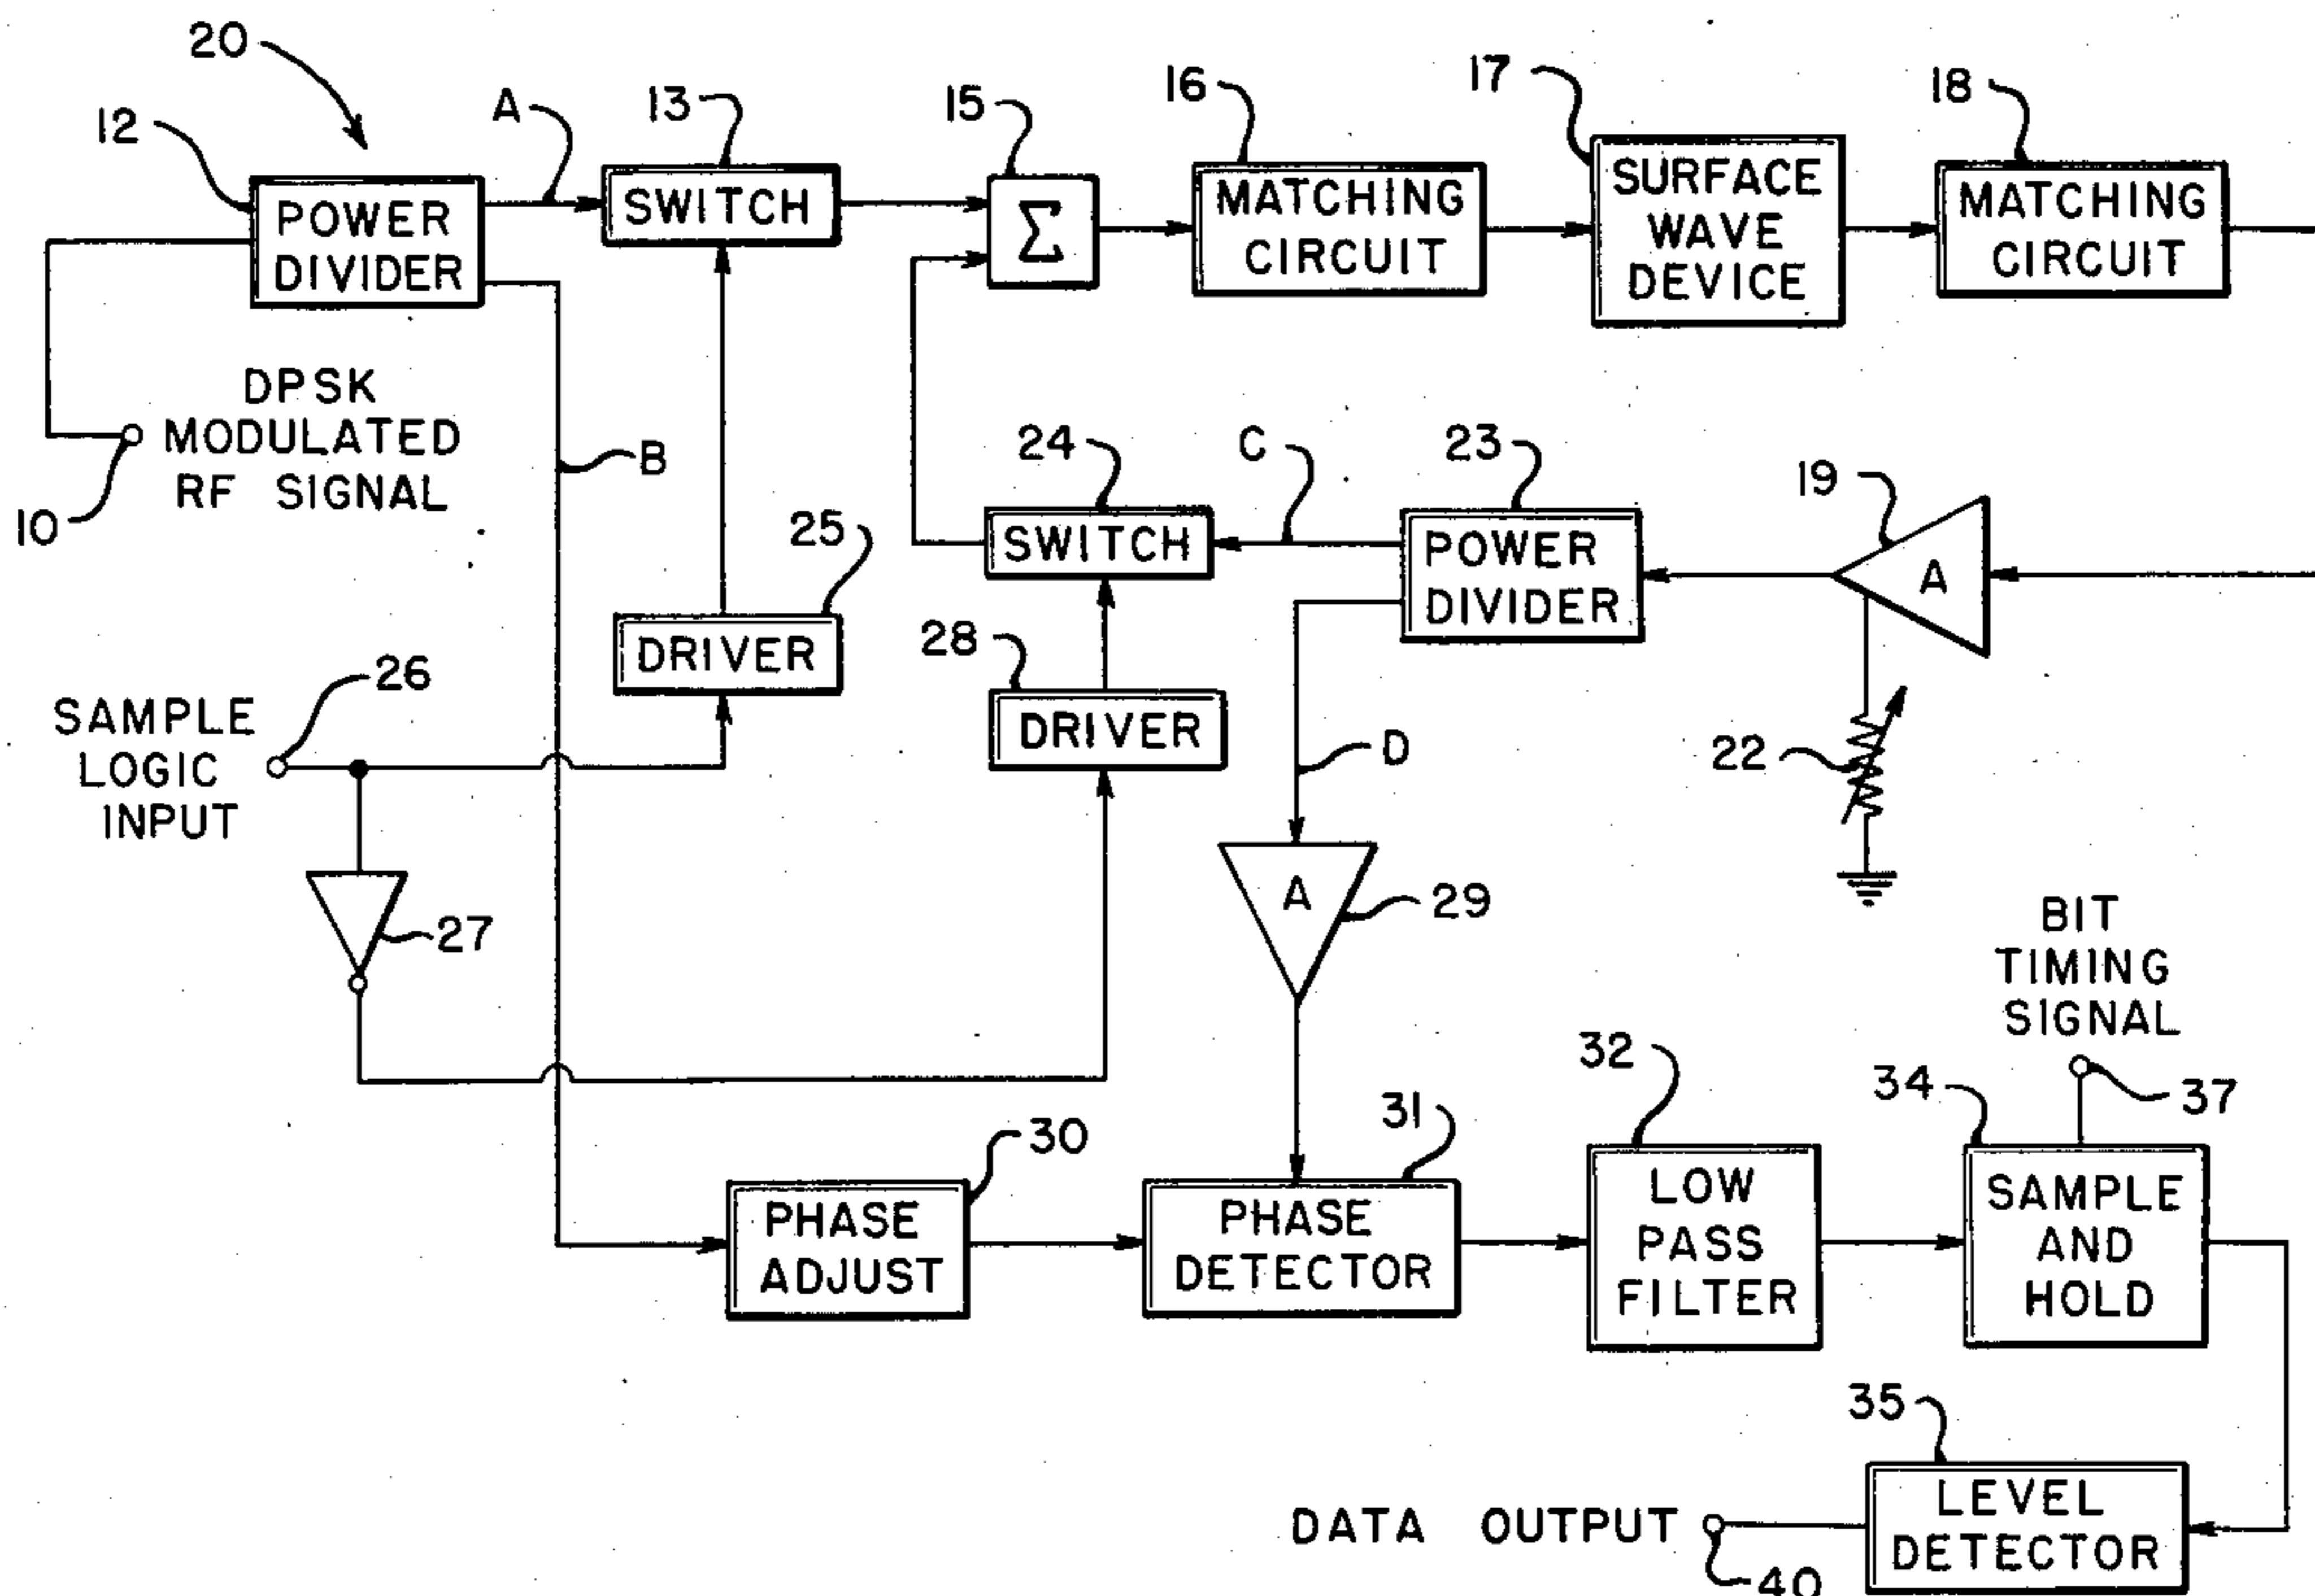 20
12
A
13
15
16
17
18
POWER
DIVIDER
SWITCH
Σ
MATCHING
CIRCUIT
SURFACE
WAVE
DEVICE
MATCHING
CIRCUIT
DPSK
MODULATED
RF SIGNAL
10
B
24
C
23
19
SWITCH
POWER
DIVIDER
A
25
DRIVER
28
DRIVER
26
SAMPLE
LOGIC
INPUT
D
22
27
A
29
BIT
TIMING
SIGNAL
37
30
31
32
34
PHASE
ADJUST
PHASE
DETECTOR
LOW
PASS
FILTER
SAMPLE
AND
HOLD
35
LEVEL
DETECTOR
DATA OUTPUT
40